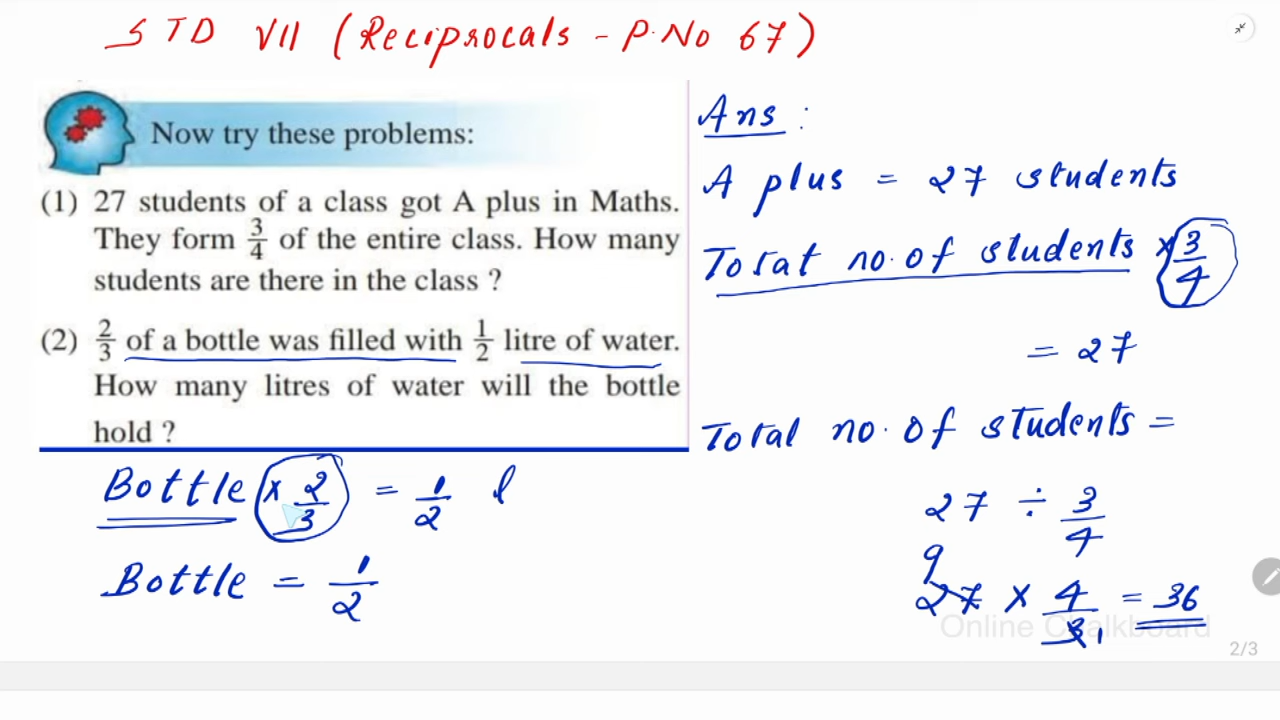 STD VII (Reciprocals - P.No 67)
Now try these problems:
(1) 27 students of a class got A plus in Maths.
They form 3/4 of the entire class. How many
students are there in the class ?
(2) 2/3 of a bottle was filled with 1/2 litre of water.
How many litres of water will the bottle
hold ?
Bottle × 2/3 = 1/2 l
Bottle = 1/2
Ans :
A plus = 27 students
Total no. of students × 3/4
= 27
Total no. of students =
27 ÷ 3/4
9
27 × 4/3 1 = 36
Online Chalkboard
2/3